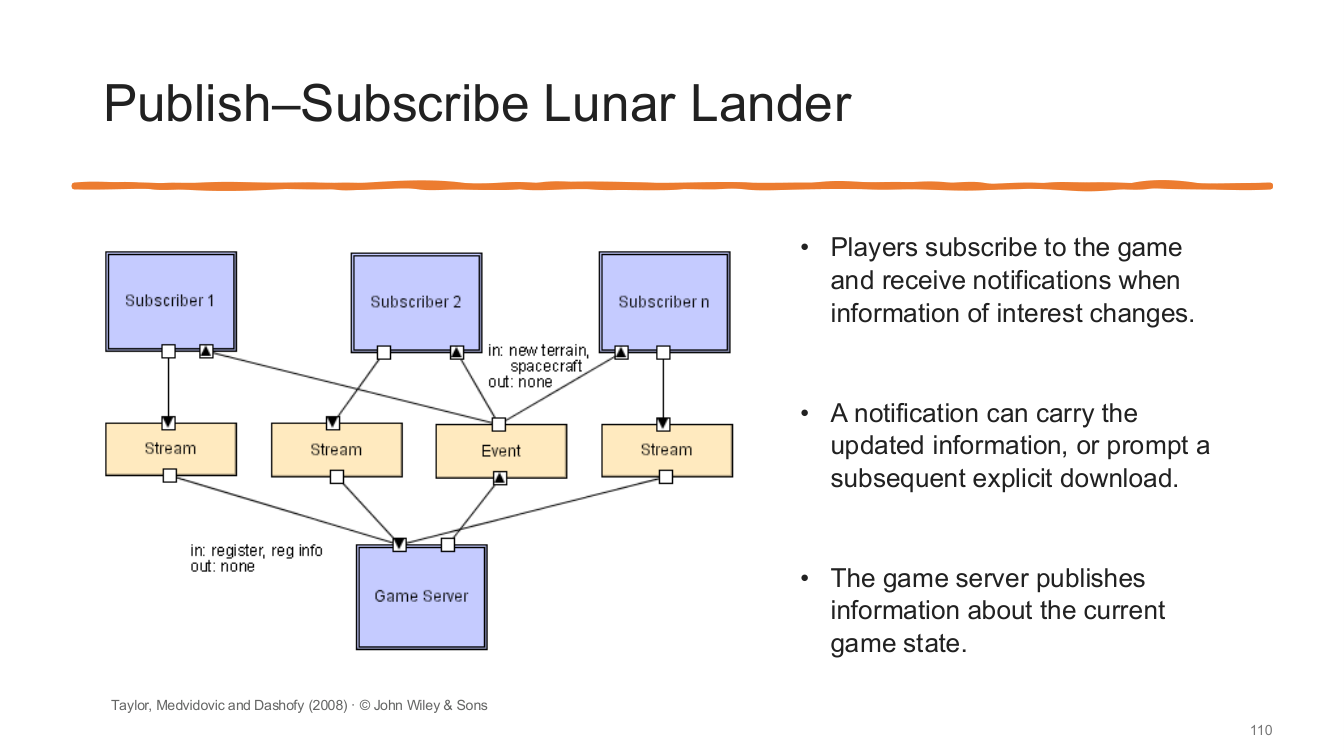 Publish–Subscribe Lunar Lander
Subscriber 1
Subscriber 2
Subscriber n
in: new terrain,
spacecraft
out: none
Stream
Stream
Event
Stream
in: register, reg info
out: none
Game Server
• Players subscribe to the game
and receive notifications when
information of interest changes.
• A notification can carry the
updated information, or prompt a
subsequent explicit download.
• The game server publishes
information about the current
game state.
Taylor, Medvidovic and Dashofy (2008) · © John Wiley & Sons
110